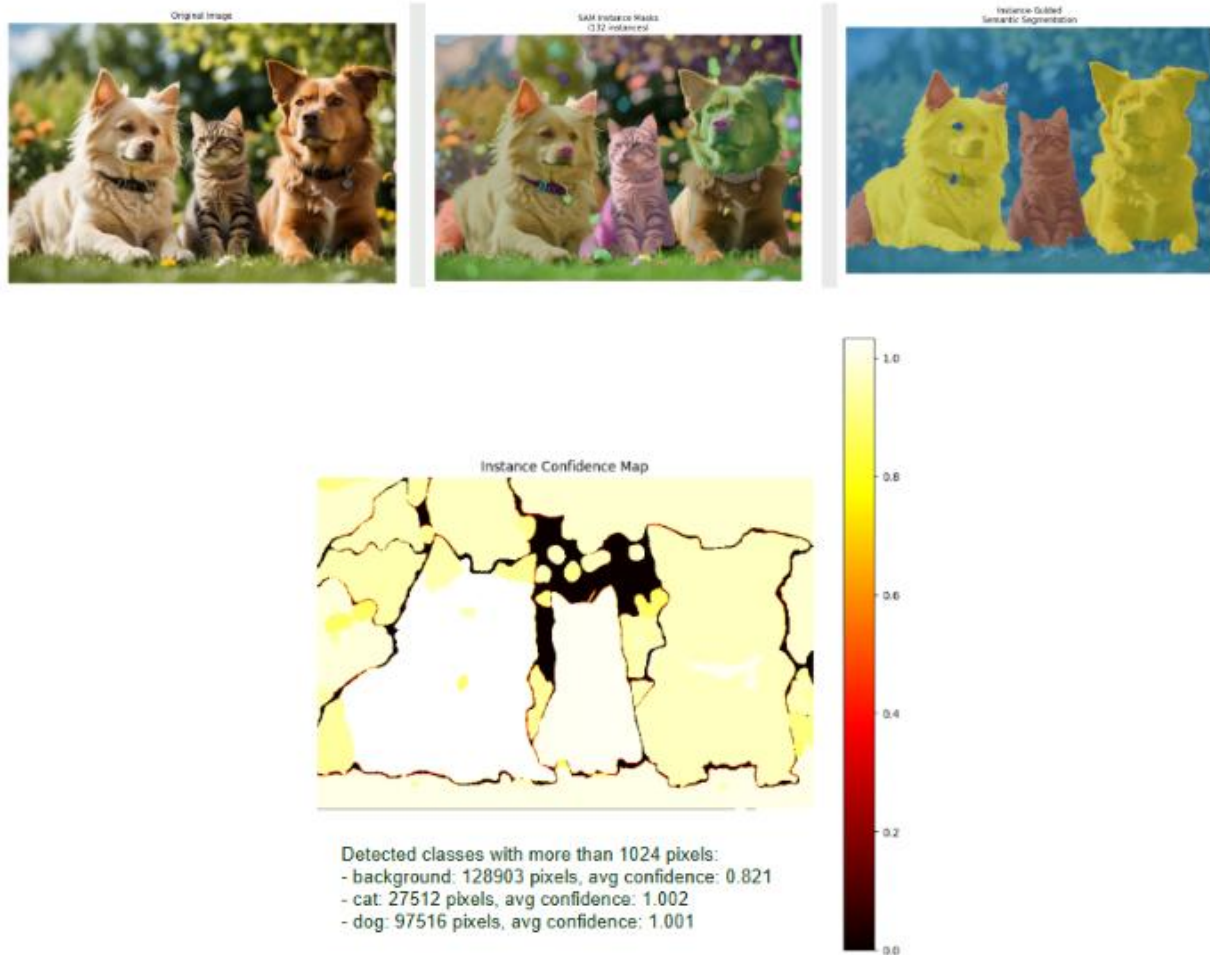 Original Image
SAM Instance Masks
(132 instances)
Instance-Guided
Semantic Segmentation
Instance Confidence Map
1.0
0.8
0.6
0.4
0.2
0.0
Detected classes with more than 1024 pixels:
- background: 128903 pixels, avg confidence: 0.821
- cat: 27512 pixels, avg confidence: 1.002
- dog: 97516 pixels, avg confidence: 1.001